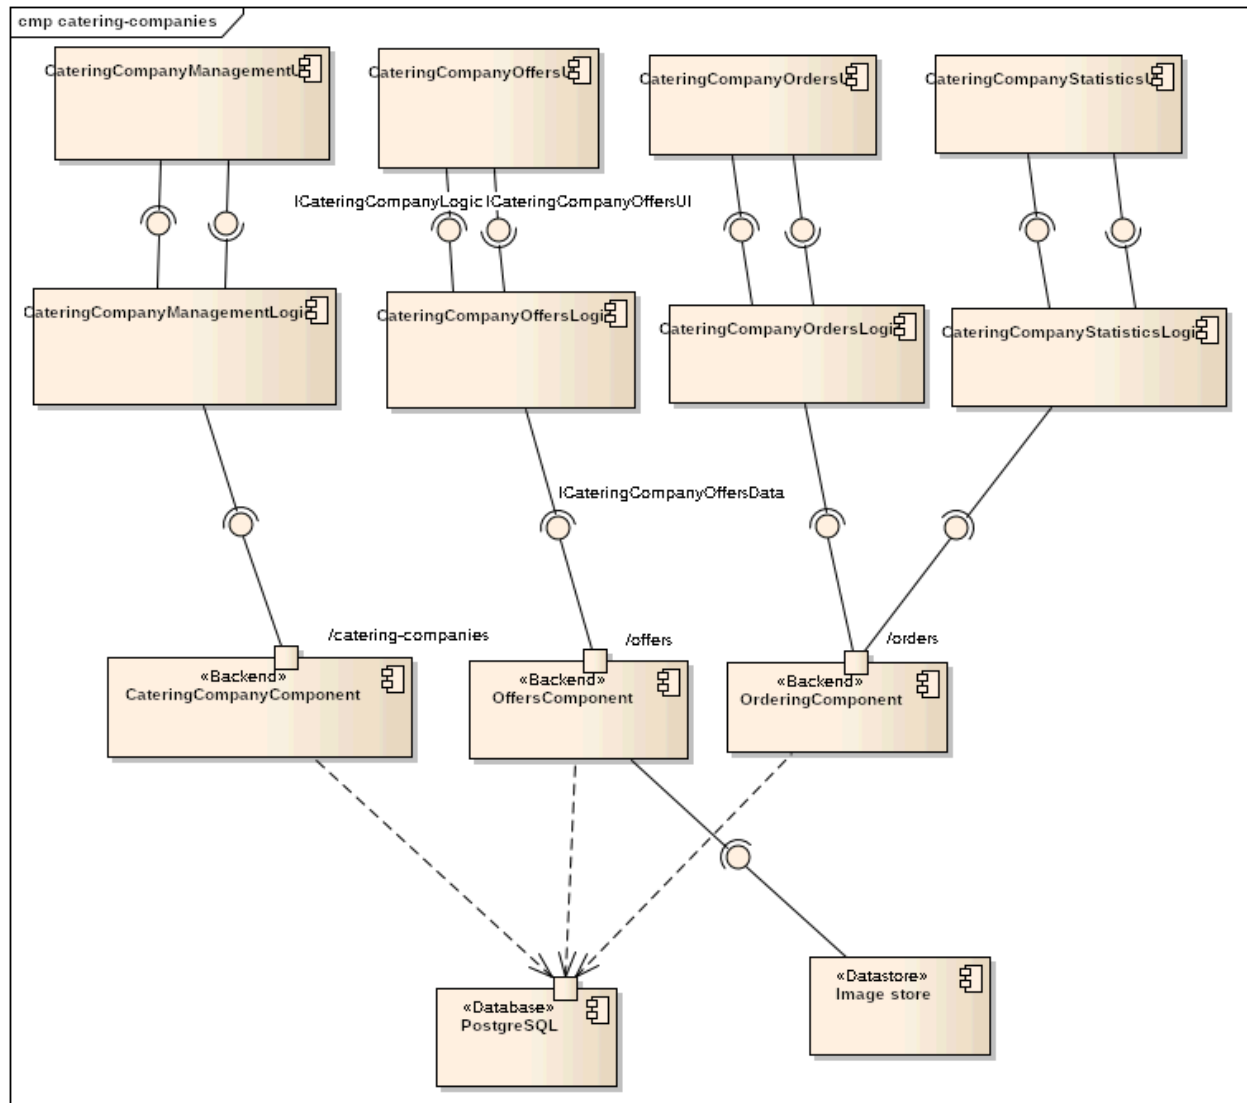 cmp catering-companies
CateringCompanyManagementU
CateringCompanyOffersU
CateringCompanyOrdersU
CateringCompanyStatisticsU
ICateringCompanyLogic
ICateringCompanyOffersUI
CateringCompanyManagementLogi
CateringCompanyOffersLogi
CateringCompanyOrdersLogi
CateringCompanyStatisticsLogi
ICateringCompanyOffersData
/catering-companies
/offers
/orders
«Backend»
CateringCompanyComponent
«Backend»
OffersComponent
«Backend»
OrderingComponent
«Database»
PostgreSQL
«Datastore»
Image store